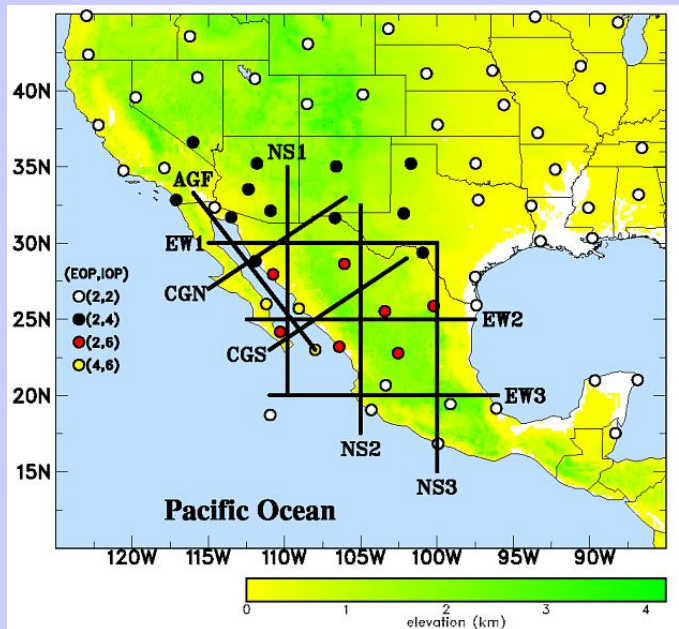 40N
35N
30N
25N
20N
15N
NS1
AGF
EW1
(EOP,IOP)
(2,2)
(2,4)
(2,6)
(4,6)
CGN
CGS
EW2
EW3
NS2
NS3
Pacific Ocean
120W 115W 110W 105W 100W 95W 90W
0 1 2 3 4
elevation (km)